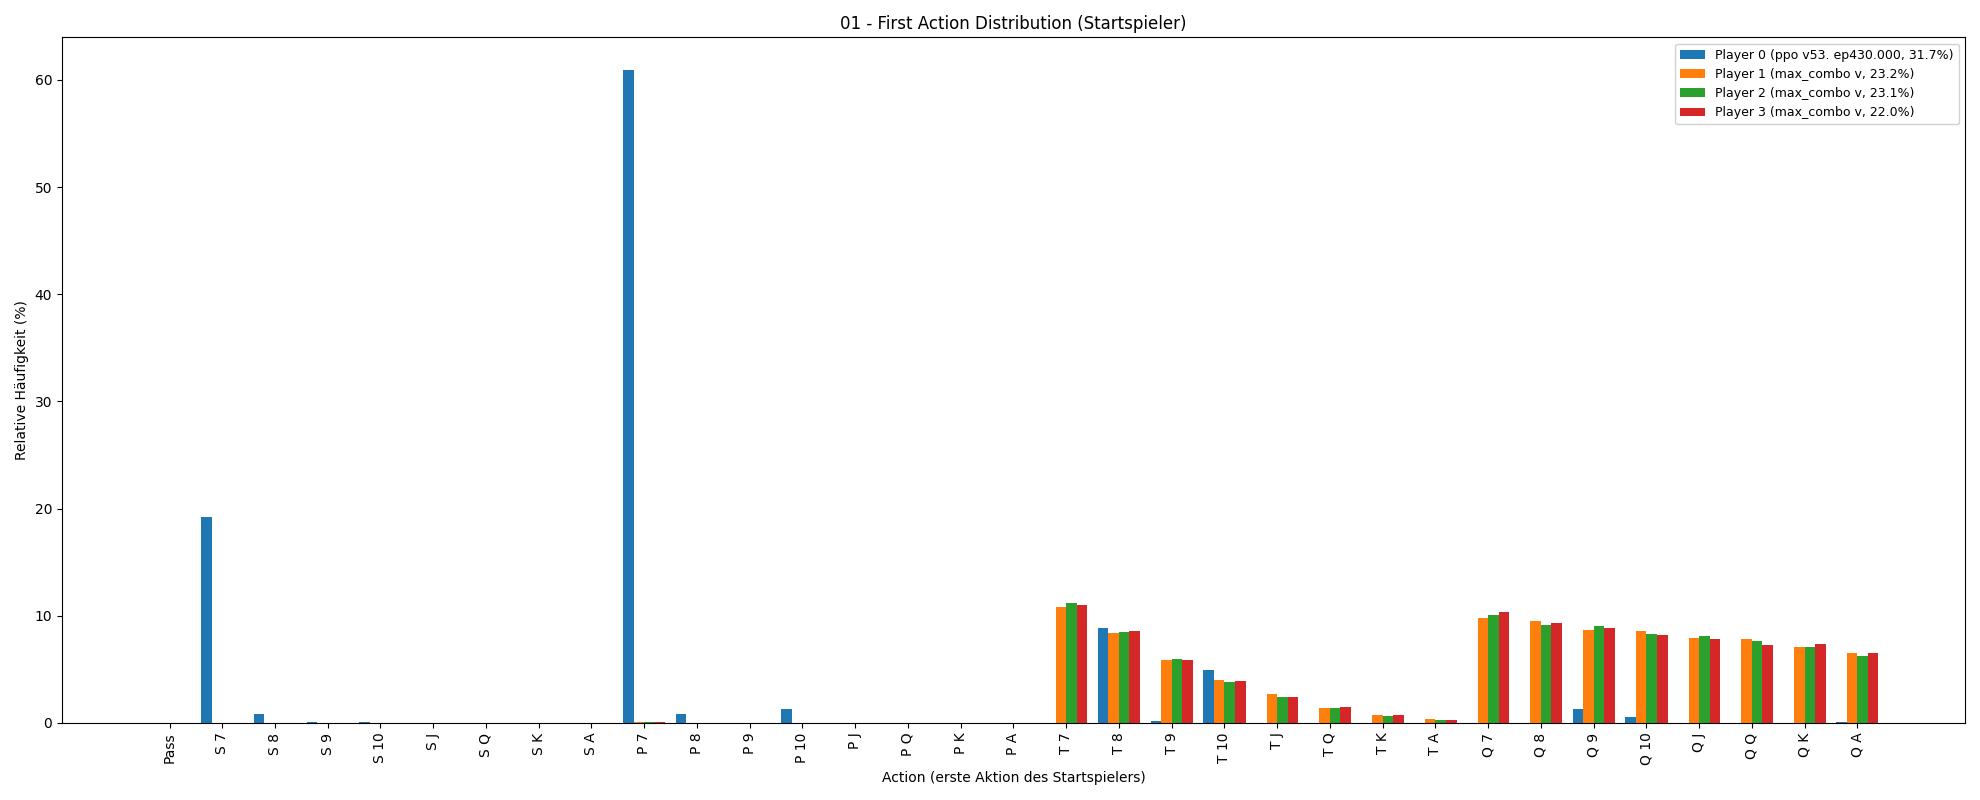 01 - First Action Distribution (Startspieler)
Player 0 (ppo v53. ep430.000, 31.7%)
Player 1 (max_combo v, 23.2%)
Player 2 (max_combo v, 23.1%)
Player 3 (max_combo v, 22.0%)
Relative Häufigkeit (%)
60
50
40
30
20
10
0
Pass
S 7
S 8
S 9
S 10
S J
S Q
S K
S A
P 7
P 8
P 9
P 10
P J
P Q
P K
P A
T 7
T 8
T 9
T 10
T J
T Q
T K
T A
Q 7
Q 8
Q 9
Q 10
Q J
Q Q
Q K
Q A
Action (erste Aktion des Startspielers)